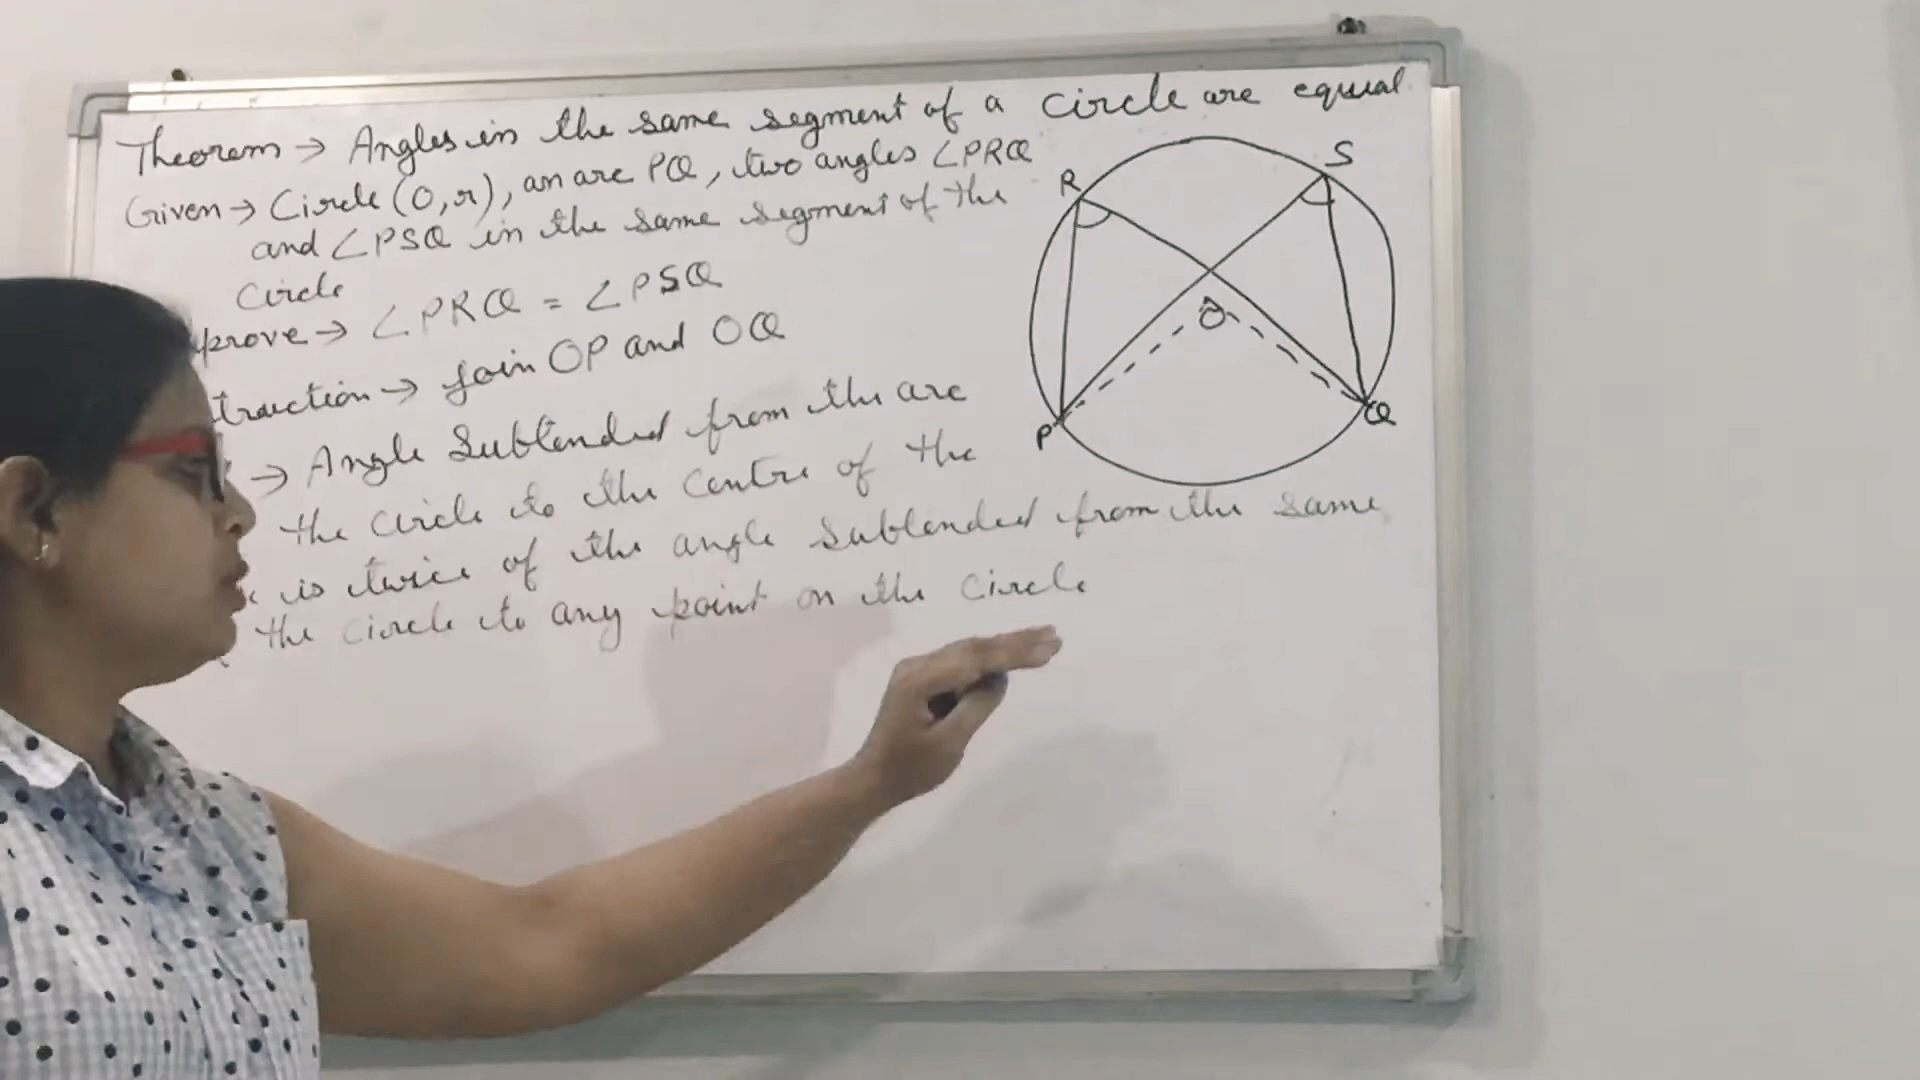 Theorem → Angles in the same segment of a circle are equal
Given → Circle (O,r), an arc PQ, two angles ∠PRQ
and ∠PSQ in the same segment of the
circle
prove → ∠PRQ = ∠PSQ
truction → Join OP and OQ
→ Angle Subtended from the arc
the circle to the centre of the
is twice of the angle Subtended from the same
the circle to any point on the circle
R
S
O
P
Q